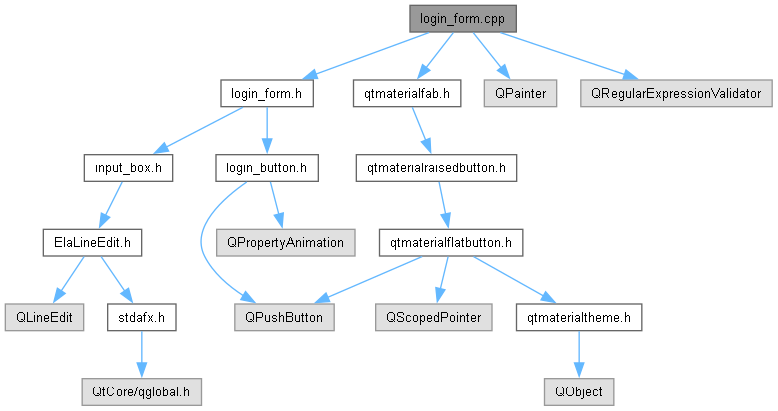 login_form.cpp
login_form.h
qtmaterialfab.h
QPainter
QRegularExpressionValidator
input_box.h
login_button.h
qtmaterialraisedbutton.h
ElaLineEdit.h
QPropertyAnimation
qtmaterialflatbutton.h
QLineEdit
stdafx.h
QPushButton
QScopedPointer
qtmaterialtheme.h
QtCore/qglobal.h
QObject